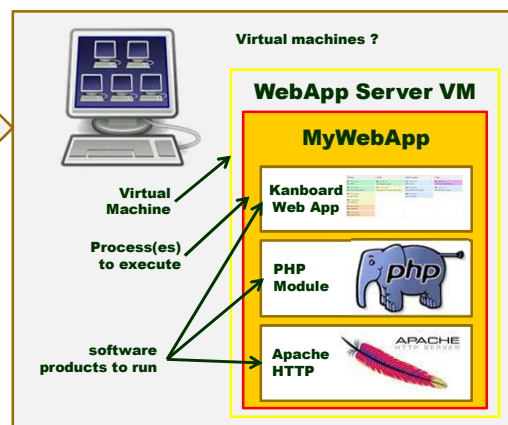 Virtual machines ?
WebApp Server VM
MyWebApp
Kanboard
Web App
Virtual
Machine
Process(es)
to execute
PHP
Module
php
software
products to run
Apache
HTTP
APACHE
HTTP SERVER